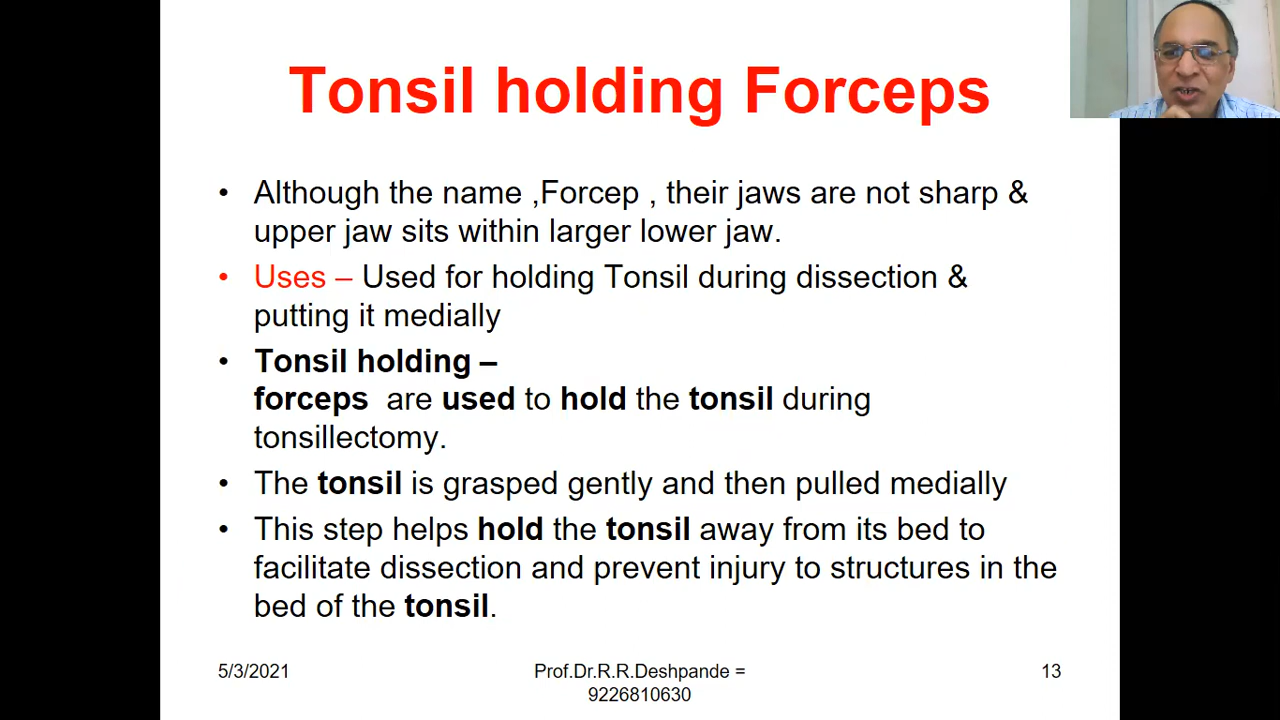 Tonsil holding Forceps
• Although the name ,Forcep , their jaws are not sharp &
upper jaw sits within larger lower jaw.
• Uses – Used for holding Tonsil during dissection &
putting it medially
• Tonsil holding –
forceps  are used to hold the tonsil during
tonsillectomy.
• The tonsil is grasped gently and then pulled medially
• This step helps hold the tonsil away from its bed to
facilitate dissection and prevent injury to structures in the
bed of the tonsil.
5/3/2021
Prof.Dr.R.R.Deshpande =
9226810630
13